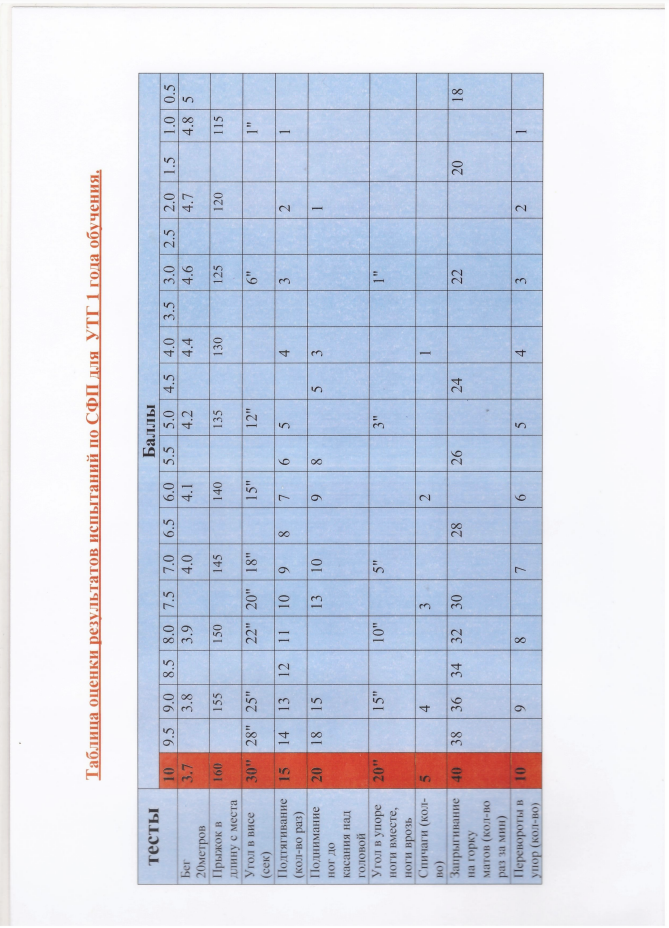 Таблица оценки результатов испытаний по СФП для УТГ 1 года обучения.
тесты Баллы
10 9.5 9.0 8.5 8.0 7.5 7.0 6.5 6.0 5.5 5.0 4.5 4.0 3.5 3.0 2.5 2.0 1.5 1.0 0.5
Бег 3.7 3.8 3.9 4.0 4.1 4.2 4.4 4.6 4.7 4.8 5
20метров
Прыжок в 160 155 150 145 140 135 130 125 120 115
длину с места
Угол в висе 30" 28" 25" 22" 20" 18" 15" 12" 6" 1"
(сек)
Подтягивание 15 14 13 12 11 10 9 8 7 6 5 4 3 2 1
(кол-во раз)
Поднимание 20 18 15 13 10 9 8 5 3 1
ног до
касания над
головой
Угол в упоре 20" 15" 10" 5" 3" 1"
ноги вместе,
ноги врозь
Спичаги (кол- 5 4 3 2 1
во)
Запрыгивание 40 38 36 34 32 30 28 26 24 22 20 18
на горку
матов (кол-во
раз за мин)
Перевороты в 10 9 8 7 6 5 4 3 2 1
упор (кол-во)